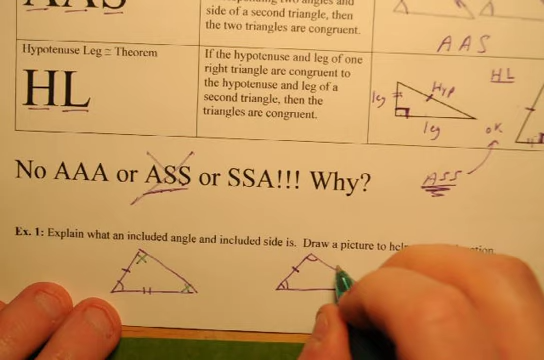 AAS
side of a second triangle, then
the two triangles are congruent.
AAS
Hypotenuse Leg ≅ Theorem
HL
If the hypotenuse and leg of one
right triangle are congruent to
the hypotenuse and leg of a
second triangle, then the
triangles are congruent.
leg
Hyp
leg
HL
OK
No AAA or ASS or SSA!!! Why?
ASS
Ex. 1: Explain what an included angle and included side is. Draw a picture to